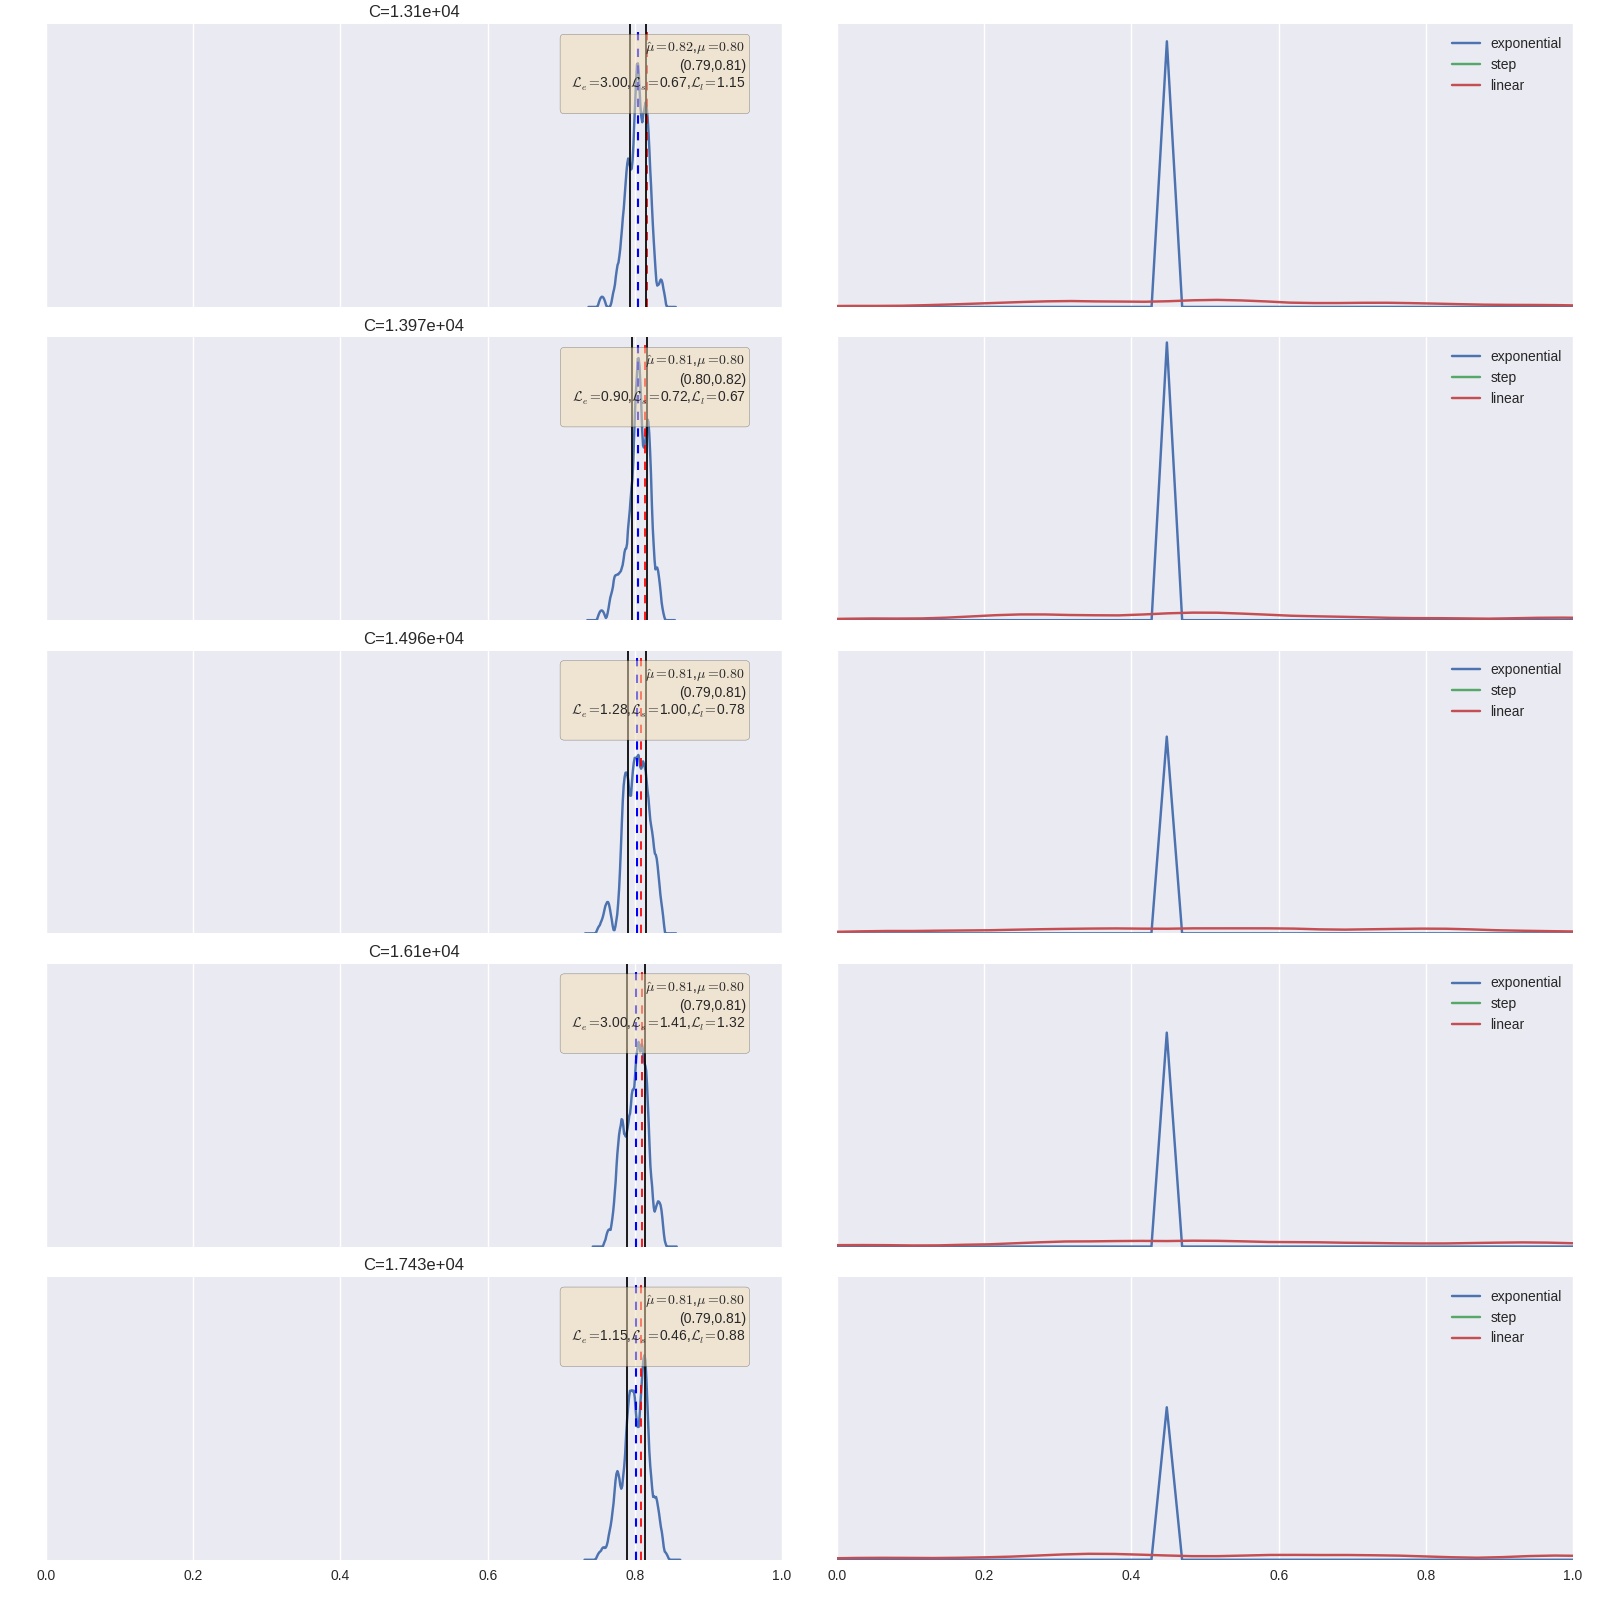 C=1.31e+04
μ̂=0.82,μ=0.80
(0.79,0.81)
ℒₑ=3.00,ℒₛ=0.67,ℒₗ=1.15
exponential
step
linear
C=1.397e+04
μ̂=0.81,μ=0.80
(0.80,0.82)
ℒₑ=0.90,ℒₛ=0.72,ℒₗ=0.67
exponential
step
linear
C=1.496e+04
μ̂=0.81,μ=0.80
(0.79,0.81)
ℒₑ=1.28,ℒₛ=1.00,ℒₗ=0.78
exponential
step
linear
C=1.61e+04
μ̂=0.81,μ=0.80
(0.79,0.81)
ℒₑ=3.00,ℒₛ=1.41,ℒₗ=1.32
exponential
step
linear
C=1.743e+04
μ̂=0.81,μ=0.80
(0.79,0.81)
ℒₑ=1.15,ℒₛ=0.46,ℒₗ=0.88
exponential
step
linear
0.0 0.2 0.4 0.6 0.8 1.0
0.0 0.2 0.4 0.6 0.8 1.0